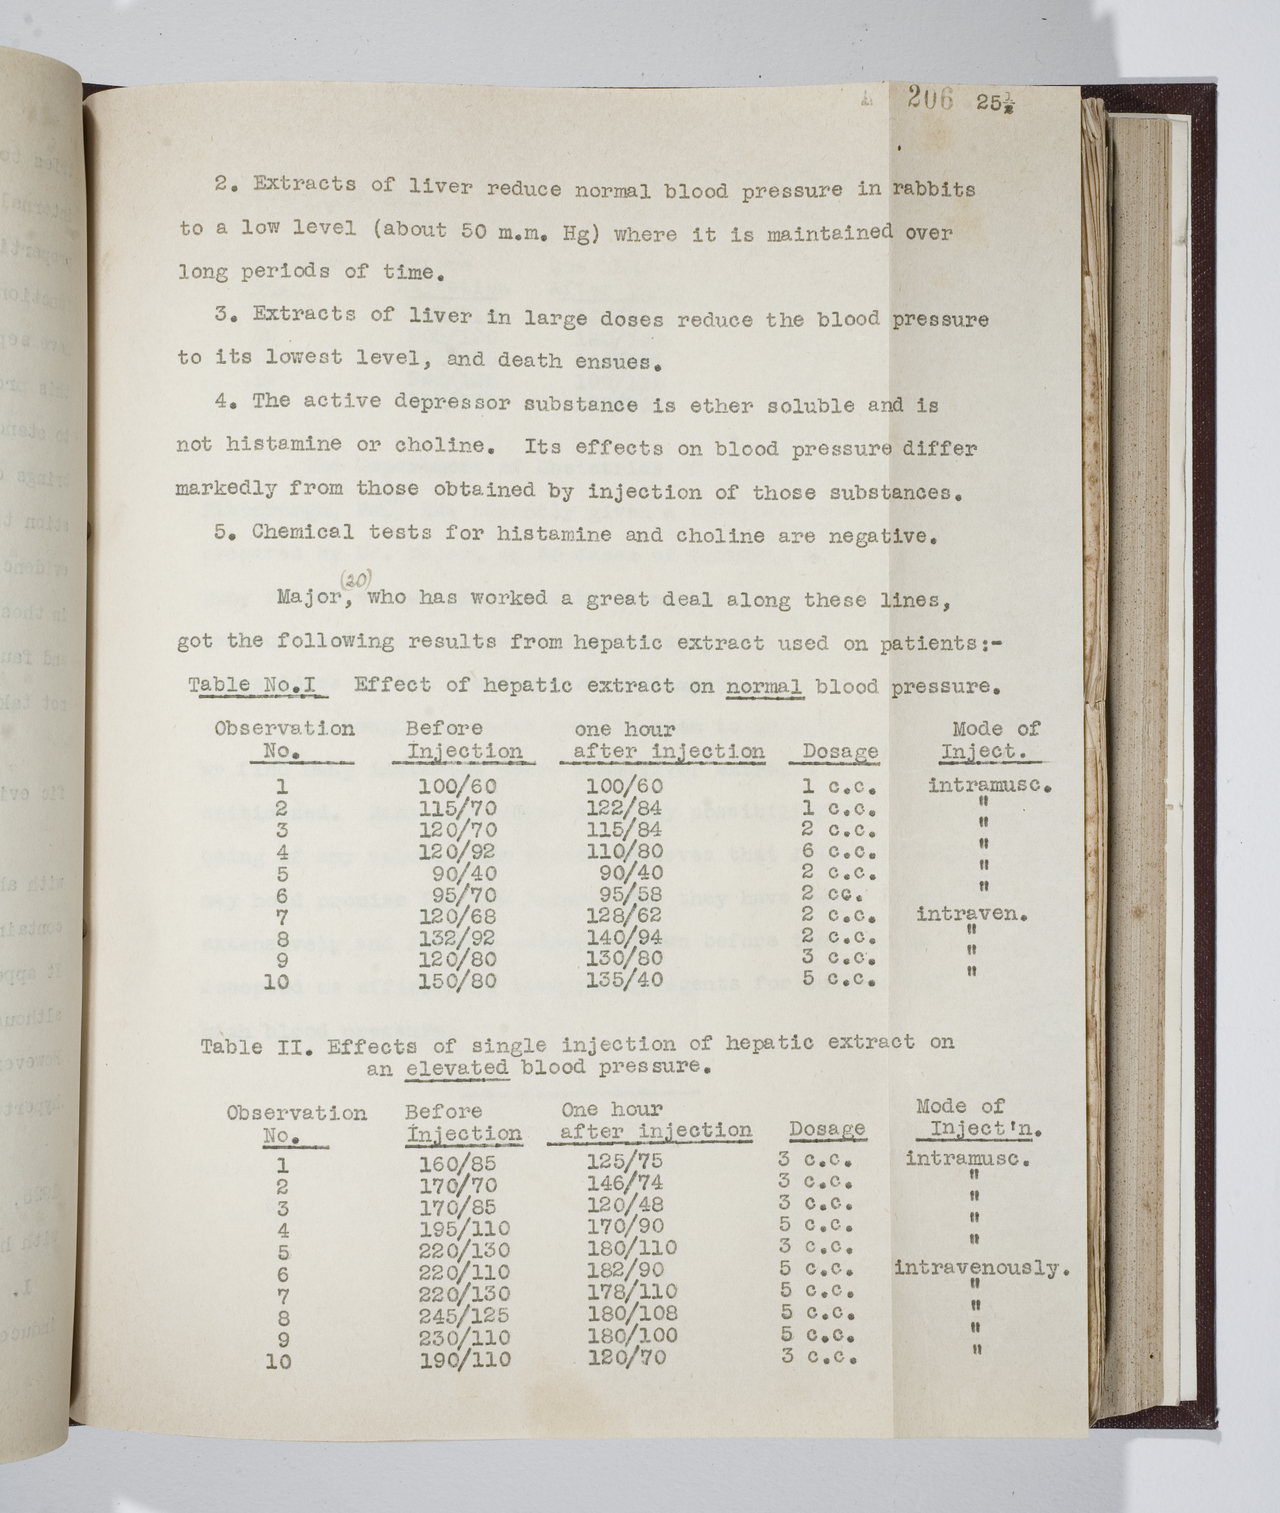 206 25½
2. Extracts of liver reduce normal blood pressure in rabbits
to a low level (about 50 m.m. Hg) where it is maintained over
long periods of time.
3. Extracts of liver in large doses reduce the blood pressure
to its lowest level, and death ensues.
4. The active depressor substance is ether soluble and is
not histamine or choline. Its effects on blood pressure differ
markedly from those obtained by injection of those substances.
5. Chemical tests for histamine and choline are negative.
(20)
Major, who has worked a great deal along these lines,
got the following results from hepatic extract used on patients:-
Table No.I Effect of hepatic extract on normal blood pressure.
Observation Before one hour Mode of
No. Injection after injection Dosage Inject.
1 100/60 100/60 1 c.c. intramusc.
2 115/70 122/84 1 c.c. "
3 120/70 115/84 2 c.c. "
4 120/92 110/80 6 c.c. "
5 90/40 90/40 2 c.c. "
6 95/70 95/58 2 cc. "
7 120/68 128/62 2 c.c. intraven.
8 132/92 140/94 2 c.c. "
9 120/80 130/80 3 c.c. "
10 150/80 135/40 5 c.c. "
Table II. Effects of single injection of hepatic extract on
an elevated blood pressure.
Observation Before One hour Mode of
No. Injection after injection Dosage Inject'n.
1 160/85 125/75 3 c.c. intramusc.
2 170/70 146/74 3 c.c. "
3 170/85 120/48 3 c.c. "
4 195/110 170/90 5 c.c. "
5 220/130 180/110 3 c.c. "
6 220/110 182/90 5 c.c. intravenously.
7 220/130 178/110 5 c.c. "
8 245/125 180/108 5 c.c. "
9 230/110 180/100 5 c.c. "
10 190/110 120/70 3 c.c. "